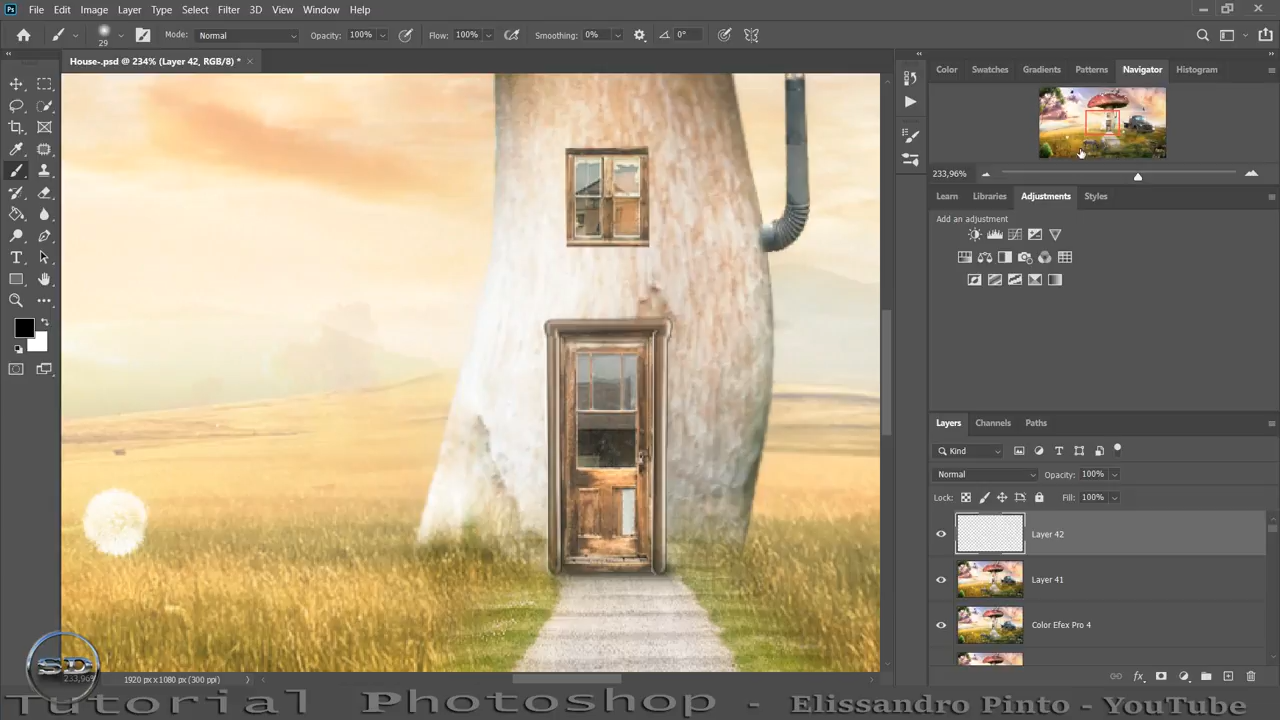 File Edit Image Layer Type Select Filter 3D View Window Help
29 Mode: Normal Opacity: 100% Flow: 100% Smoothing: 0% 0°
House-.psd @ 234% (Layer 42, RGB/8) * ×
Color Swatches Gradients Patterns Navigator Histogram
233,96%
Learn Libraries Adjustments Styles
Add an adjustment
Layers Channels Paths
Kind
Normal Opacity: 100%
Lock: Fill: 100%
Layer 42
Layer 41
Color Efex Pro 4
SD
233,96% 1920 px x 1080 px (300 ppi)
Tutorial Photoshop - Elissandro Pinto - YouTube